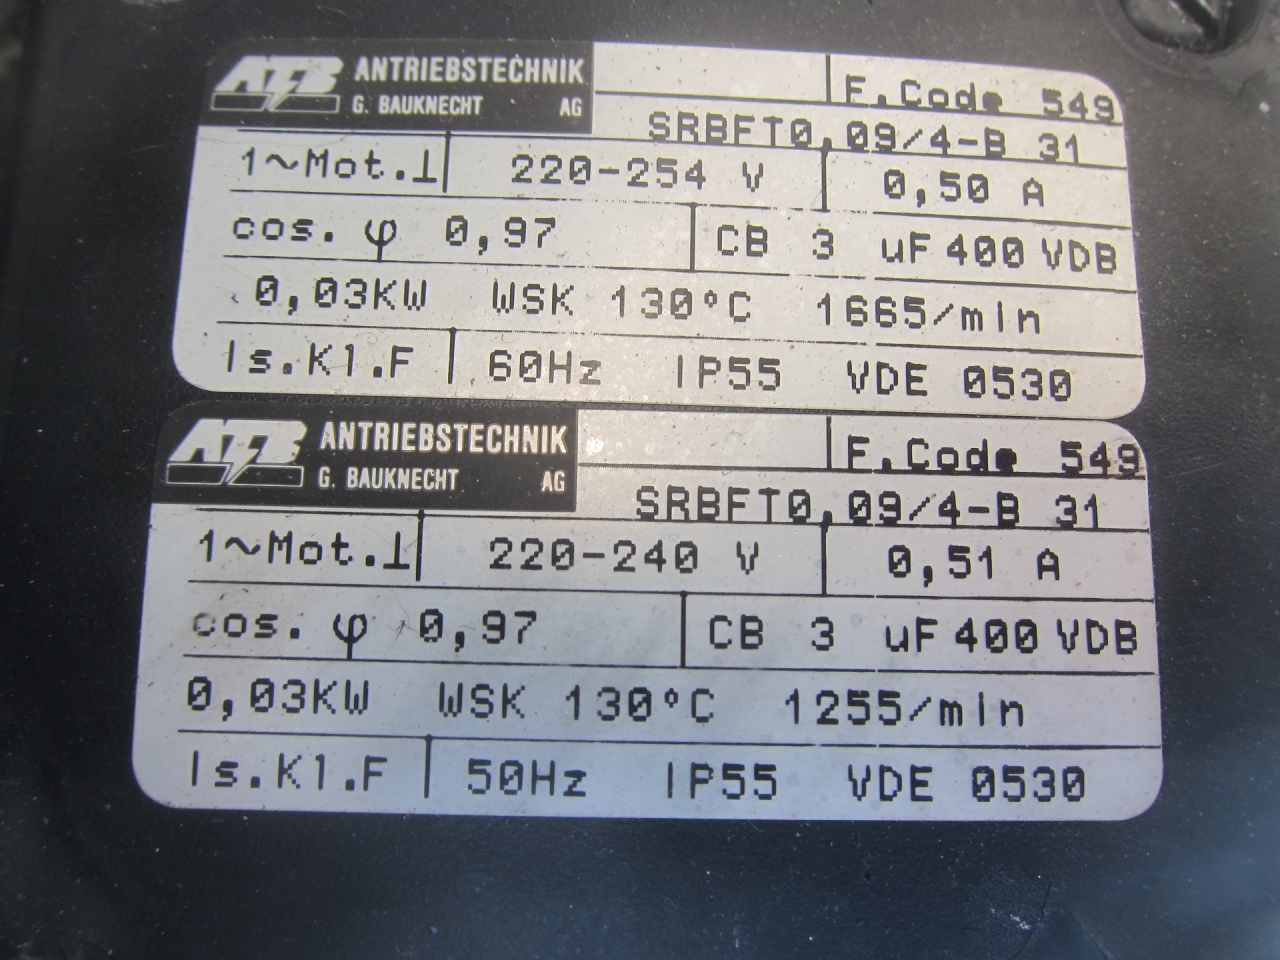 ATB ANTRIEBSTECHNIK
G. BAUKNECHT AG
F.Code 549
SRBFT0,09/4-B 31
1~Mot.⊥ 220-254 V 0,50 A
cos. φ 0,97 CB 3 uF 400 VDB
0,03KW WSK 130°C 1665/min
Is.Kl.F 60Hz IP55 VDE 0530
ATB ANTRIEBSTECHNIK
G. BAUKNECHT AG
F.Code 549
SRBFT0,09/4-B 31
1~Mot.⊥ 220-240 V 0,51 A
cos. φ 0,97 CB 3 uF 400 VDB
0,03KW WSK 130°C 1255/min
Is.Kl.F 50Hz IP55 VDE 0530